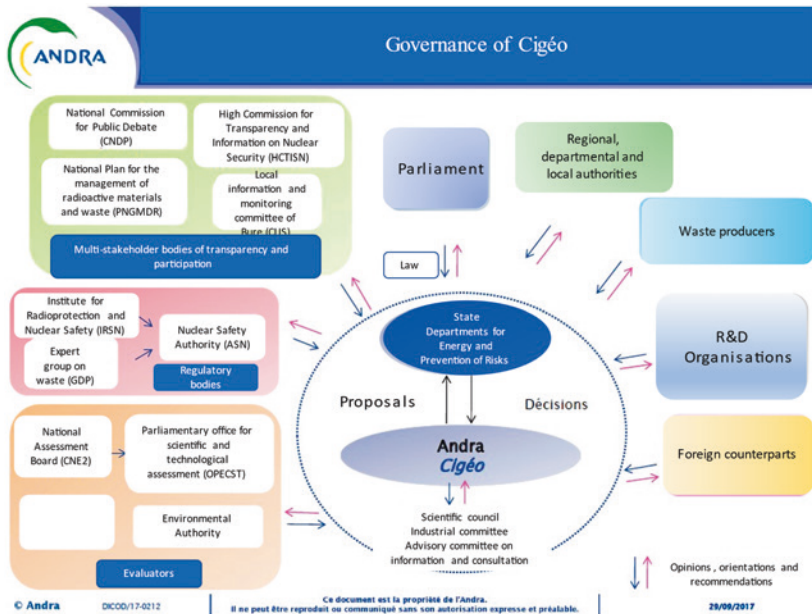 ANDRA
Governance of Cigéo
National Commission
for Public Debate
(CNDP)
High Commission for
Transparency and
Information on Nuclear
Security (HCTISN)
National Plan for the
management of
radioactive materials
and waste (PNGMDR)
Local
information and
monitoring
committee of
Bure (CLIS)
Multi-stakeholder bodies of transparency and
participation
Parliament
Regional,
departmental and
local authorities
Waste producers
Law
Institute for
Radioprotection and
Nuclear Safety (IRSN)
Expert
group on
waste (GDP)
Nuclear Safety
Authority (ASN)
Regulatory
bodies
State
Departments for
Energy and
Prevention of Risks
R&D
Organisations
Proposals
Décisions
Andra
Cigéo
National
Assessment
Board (CNE2)
Parliamentary office for
scientific and
technological
assessment (OPECST)
Environmental
Authority
Evaluators
Foreign counterparts
Scientific council
Industrial committee
Advisory committee on
information and consultation
Opinions, orientations and
recommendations
© Andra
DICOD/17-0212
Ce document est la propriété de l'Andra.
Il ne peut être reproduit ou communiqué sans son autorisation expresse et préalable.
29/09/2017